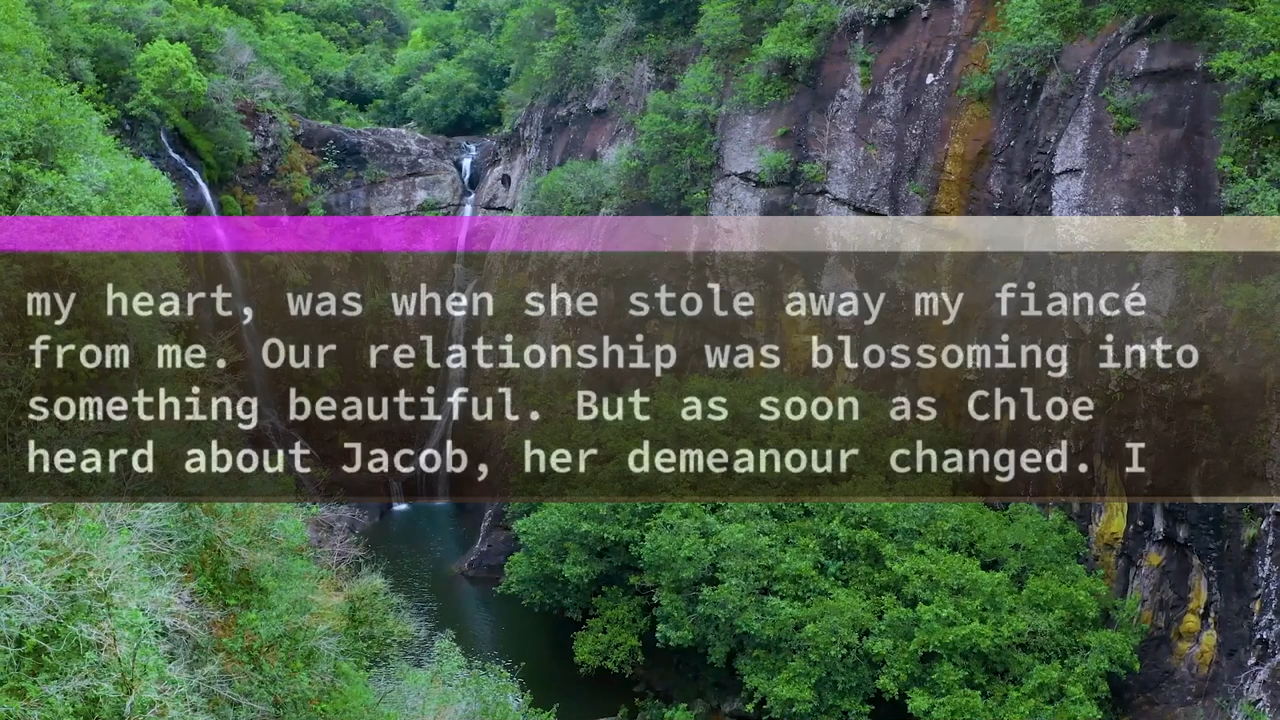 my heart, was when she stole away my fiancé
from me. Our relationship was blossoming into
something beautiful. But as soon as Chloe
heard about Jacob, her demeanour changed. I